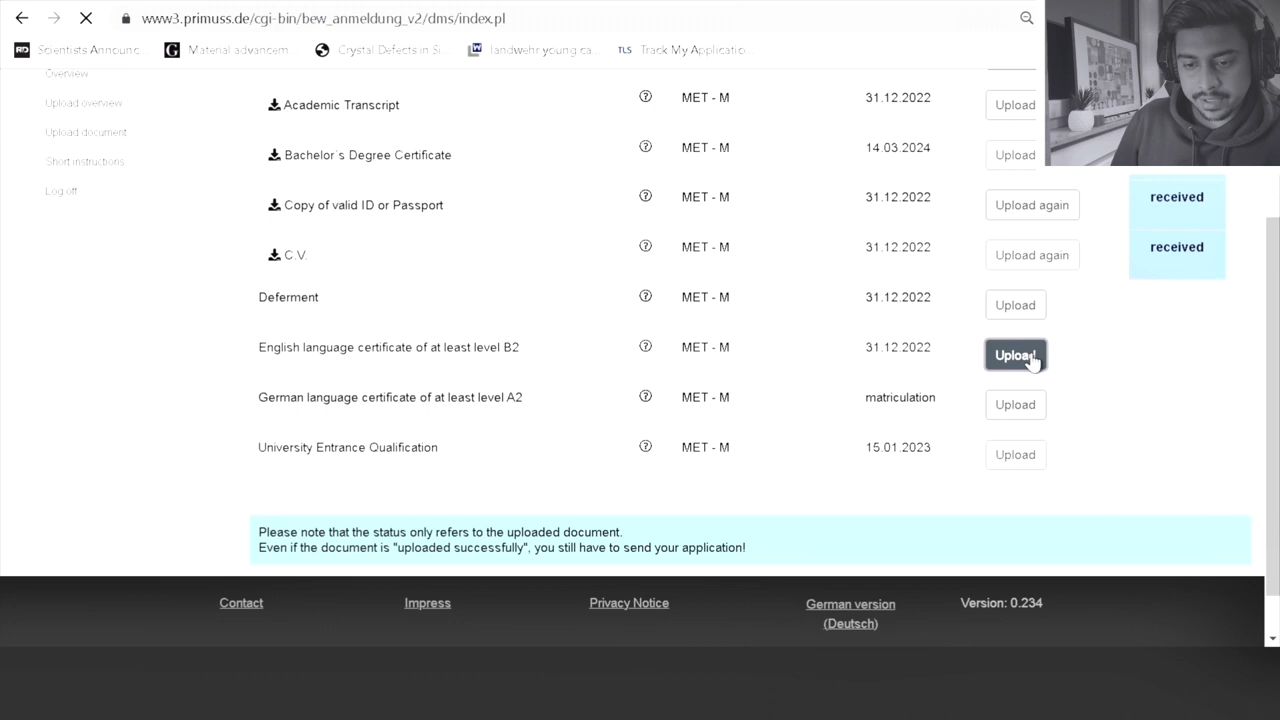 www3.primuss.de/cgi-bin/bew_anmeldung_v2/dms/index.pl
RD Scientists Announc... G Material advancem... Crystal Defects in Si... W landwehr young ca... TLS Track My Applicatio...
Overview
Upload overview
Upload document
Short instructions
Log off
Academic Transcript ? MET - M 31.12.2022 Upload
Bachelor`s Degree Certificate ? MET - M 14.03.2024 Upload
Copy of valid ID or Passport ? MET - M 31.12.2022 Upload again received
C.V. ? MET - M 31.12.2022 Upload again received
Deferment ? MET - M 31.12.2022 Upload
English language certificate of at least level B2 ? MET - M 31.12.2022 Upload
German language certificate of at least level A2 ? MET - M matriculation Upload
University Entrance Qualification ? MET - M 15.01.2023 Upload
Please note that the status only refers to the uploaded document.
Even if the document is "uploaded successfully", you still have to send your application!
Contact Impress Privacy Notice German version Version: 0.234
(Deutsch)